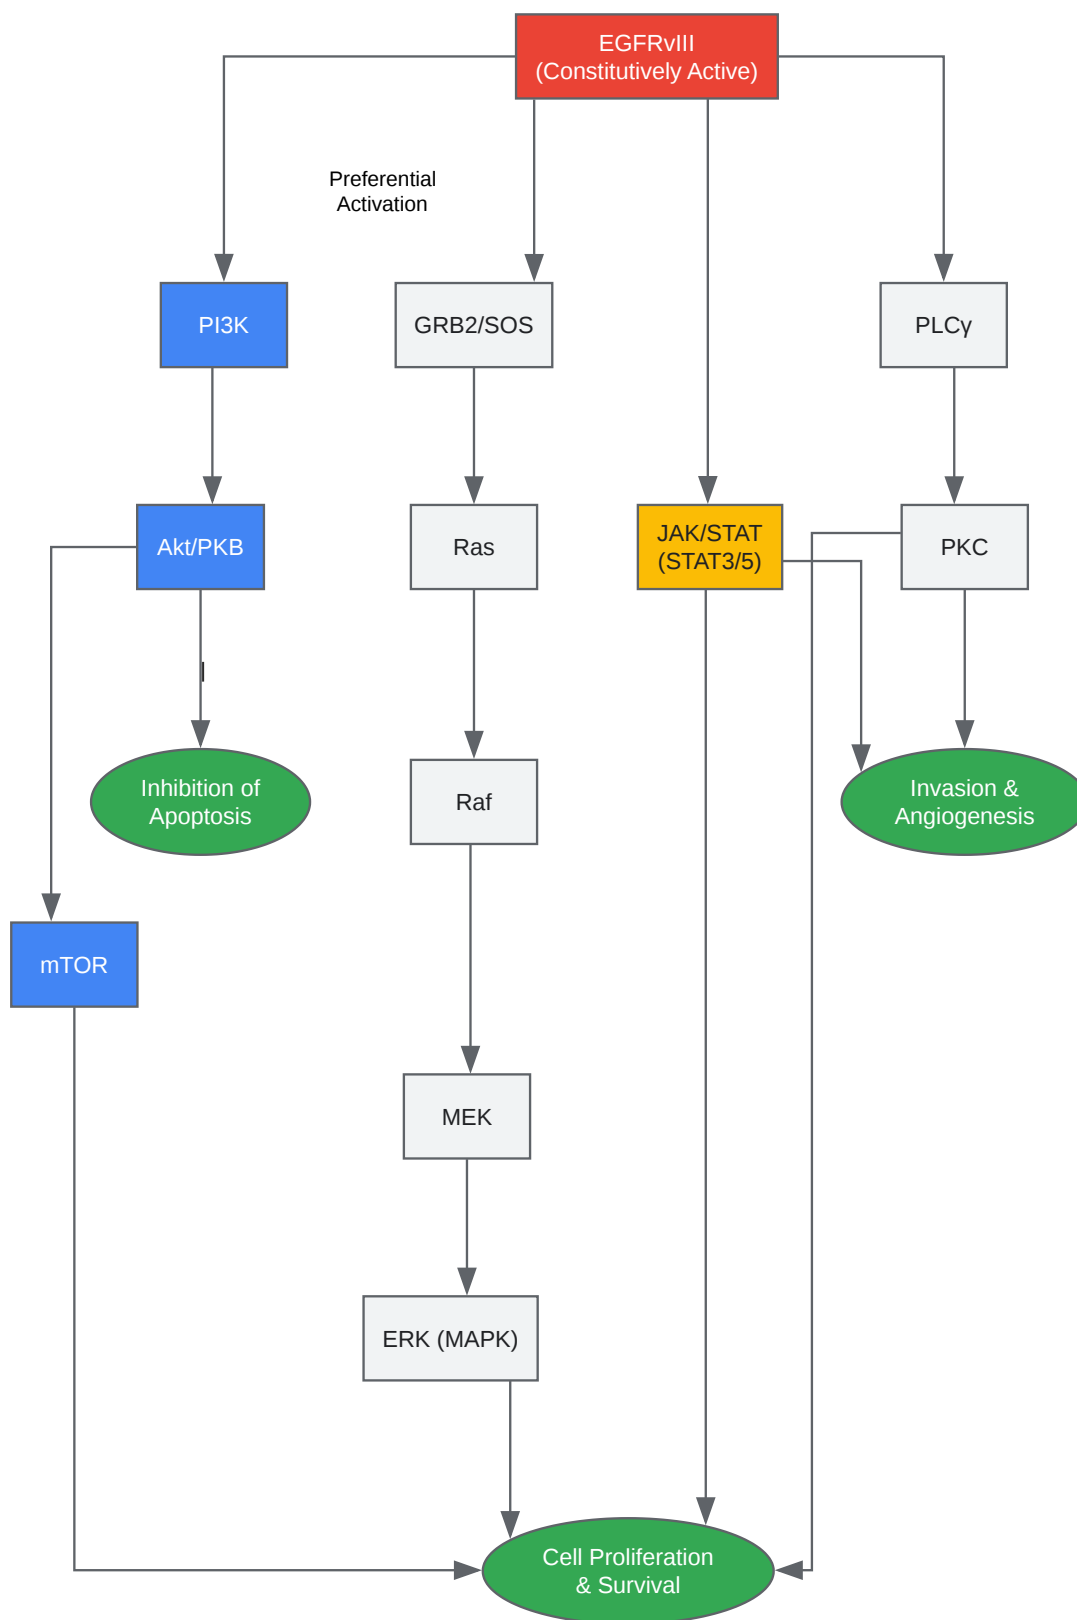 EGFRvIII
(Constitutively Active)
Preferential
Activation
PI3K
GRB2/SOS
PLCγ
Akt/PKB
Ras
JAK/STAT
(STAT3/5)
PKC
|
Inhibition of
Apoptosis
Raf
Invasion &
Angiogenesis
mTOR
MEK
ERK (MAPK)
Cell Proliferation
& Survival